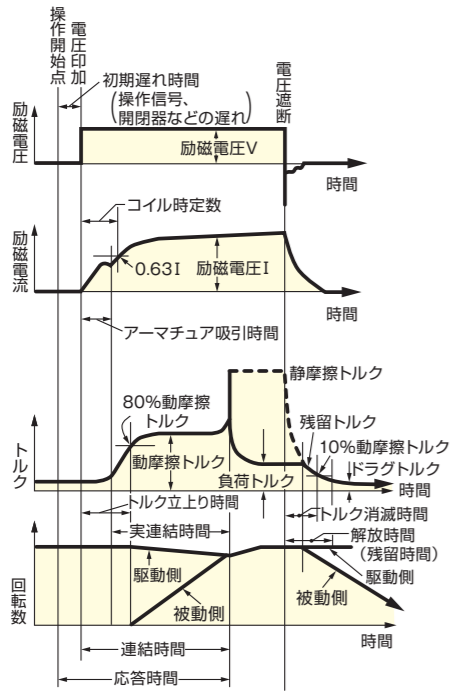 操作開始点
電圧印加
初期遅れ時間
(操作信号、
開閉器などの遅れ)
電圧遮断
励磁電圧
励磁電圧V
時間
コイル時定数
励磁電流
0.63I
励磁電圧I
時間
アーマチュア吸引時間
静摩擦トルク
80%動摩擦
トルク
残留トルク
10%動摩擦トルク
トルク
動摩擦トルク
負荷トルク
ドラグトルク
時間
トルク立上り時間
トルク消滅時間
実連結時間
解放時間
(残留時間)
回転数
駆動側
駆動側
被動側
被動側
時間
連結時間
応答時間